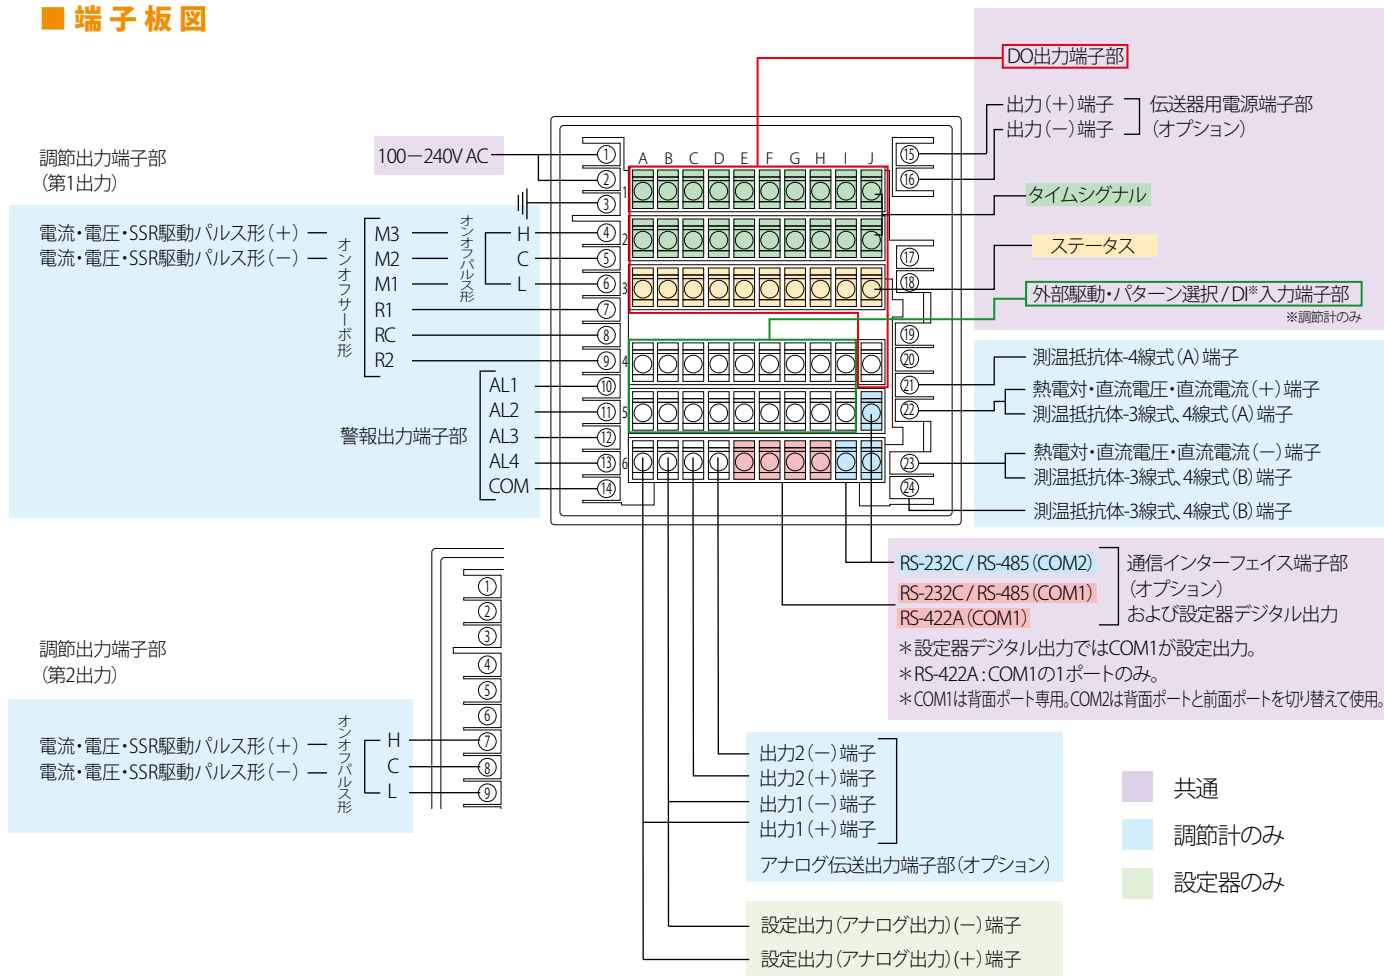 ■ 端子板図
DO出力端子部
出力(+)端子
出力(−)端子
伝送器用電源端子部
(オプション)
100−240V AC
調節出力端子部
(第1出力)
電流・電圧・SSR駆動パルス形(+)
電流・電圧・SSR駆動パルス形(−)
オンオフサーボ形
M3
M2
M1
R1
RC
R2
オンオフパルス形
H
C
L
警報出力端子部
AL1
AL2
AL3
AL4
COM
①
②
③
④
⑤
⑥
⑦
⑧
⑨
⑩
⑪
⑫
⑬
⑭
A B C D E F G H I J
1
2
3
4
5
6
⑮
⑯
⑰
⑱
⑲
⑳
㉑
㉒
㉓
㉔
タイムシグナル
ステータス
外部駆動・パターン選択/DI※入力端子部
※調節計のみ
測温抵抗体-4線式(A)端子
熱電対・直流電圧・直流電流(+)端子
測温抵抗体-3線式、4線式(A)端子
熱電対・直流電圧・直流電流(−)端子
測温抵抗体-3線式、4線式(B)端子
測温抵抗体-3線式、4線式(B)端子
RS-232C/RS-485(COM2)
RS-232C/RS-485(COM1)
RS-422A(COM1)
通信インターフェイス端子部
(オプション)
および設定器デジタル出力
＊設定器デジタル出力ではCOM1が設定出力。
＊RS-422A:COM1の1ポートのみ。
＊COM1は背面ポート専用。COM2は背面ポートと前面ポートを切り替えて使用。
調節出力端子部
(第2出力)
電流・電圧・SSR駆動パルス形(+)
電流・電圧・SSR駆動パルス形(−)
オンオフパルス形
H
C
L
①
②
③
④
⑤
⑥
⑦
⑧
⑨
出力2(−)端子
出力2(+)端子
出力1(−)端子
出力1(+)端子
アナログ伝送出力端子部(オプション)
設定出力(アナログ出力)(−)端子
設定出力(アナログ出力)(+)端子
共通
調節計のみ
設定器のみ